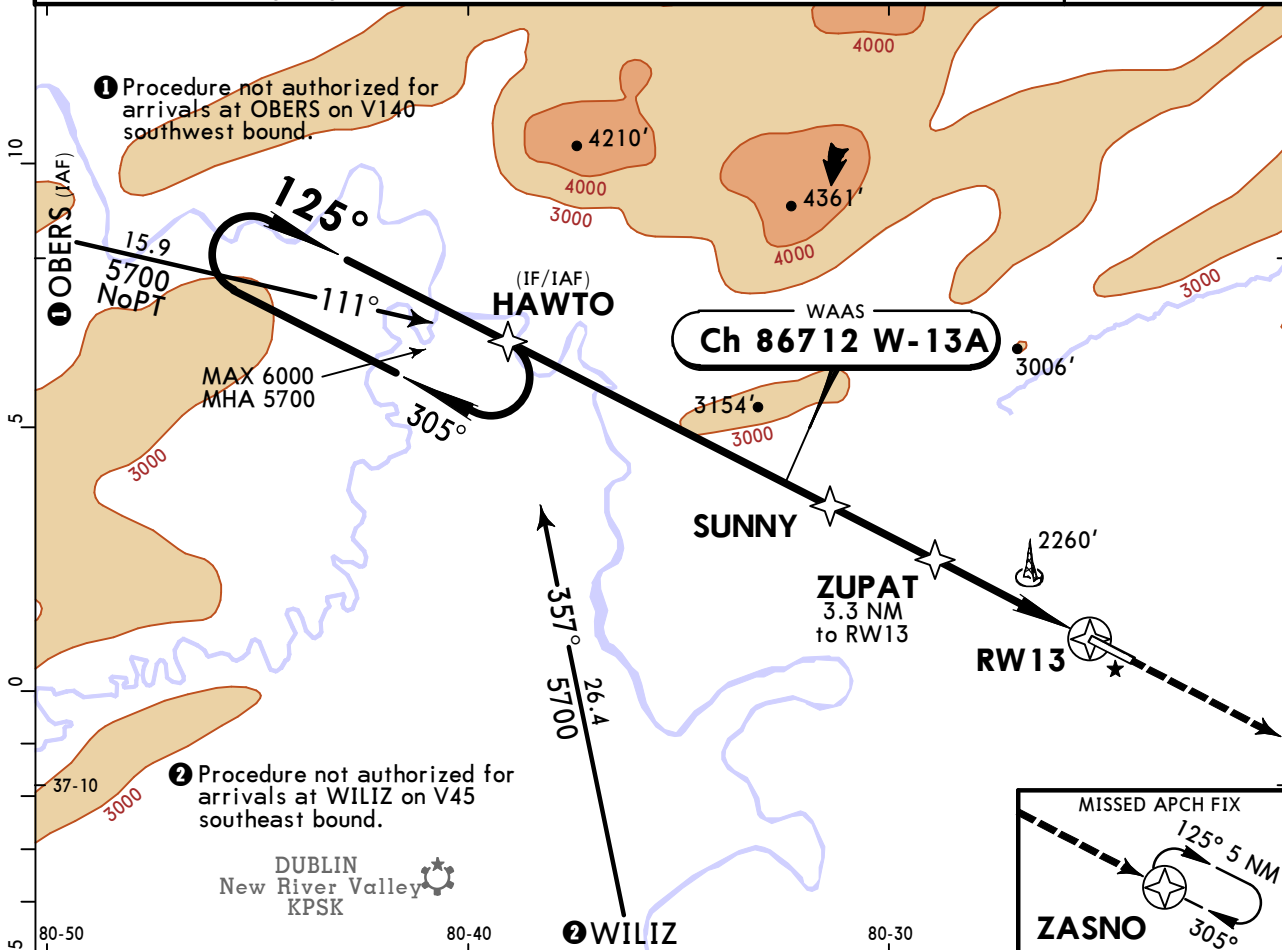 4000
❶ Procedure not authorized for
arrivals at OBERS on V140
southwest bound.
4210'
4000
3000
4361'
4000
3000
10
125°
❶ OBERS (IAF)
15.9
5700
NoPT
111°
(IF/IAF)
HAWTO
WAAS
Ch 86712 W-13A
3006'
MAX 6000
MHA 5700
305°
3154'
3000
5
3000
SUNNY
2260'
ZUPAT
3.3 NM
to RW13
RW13
357°
26.4
5700
0
37-10
3000
❷ Procedure not authorized for
arrivals at WILIZ on V45
southeast bound.
DUBLIN
New River Valley
KPSK
MISSED APCH FIX
125° 5 NM
305°
ZASNO
❷ WILIZ
5
80-50
80-40
80-30